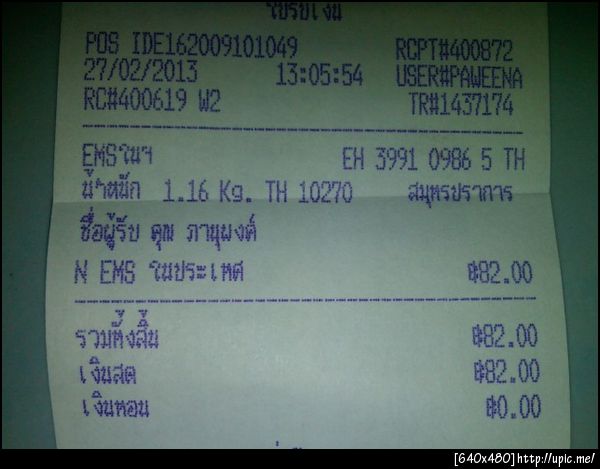 ใบรับเงิน
POS IDE162009101049 RCPT#400872
27/02/2013 13:05:54 USER#PAWEENA
RC#400619 W2 TR#1437174
EMSในฯ EH 3991 0986 5 TH
น้ำหนัก 1.16 Kg. TH 10270 สมุทรปราการ
ชื่อผู้รับ คุณ ภานุพงศ์
N EMS ในประเทศ ฿82.00
รวมทั้งสิ้น ฿82.00
เงินสด ฿82.00
เงินทอน ฿0.00
[640x480]http://upic.me/